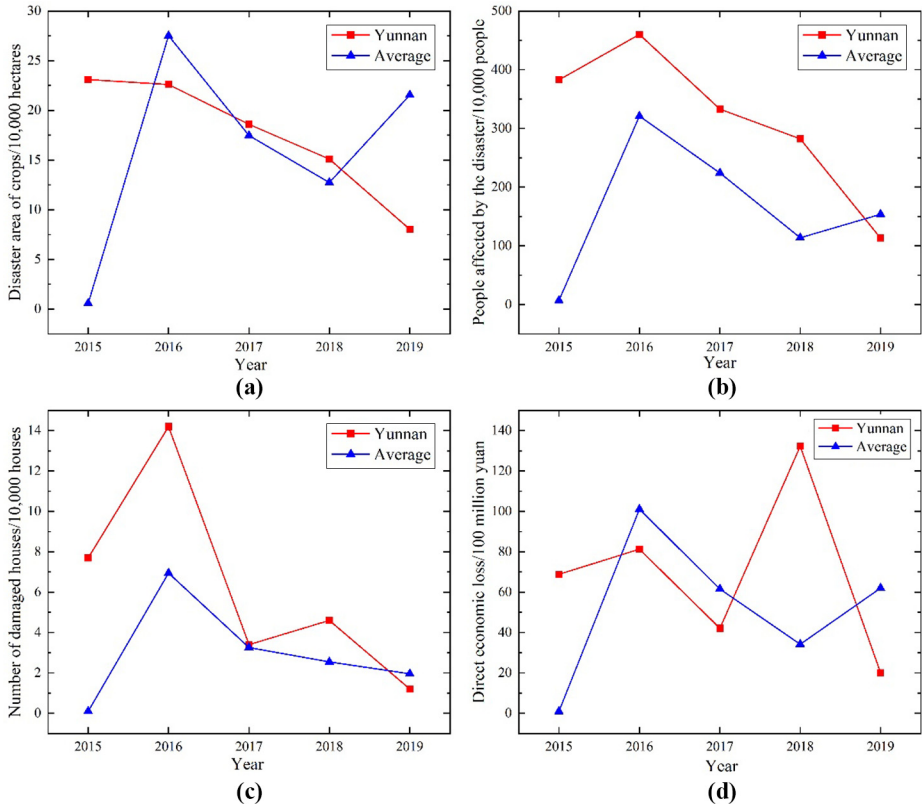 Disaster area of crops/10,000 hectares
30
25
20
15
10
5
0
Yunnan
Average
2015 2016 2017 2018 2019
Year
(a)
People affected by the disaster/10,000 people
500
400
300
200
100
0
Yunnan
Average
2015 2016 2017 2018 2019
Year
(b)
Number of damaged houses/10,000 houses
14
12
10
8
6
4
2
0
Yunnan
Average
2015 2016 2017 2018 2019
Year
(c)
Direct economic loss/100 million yuan
140
120
100
80
60
40
20
0
Yunnan
Average
2015 2016 2017 2018 2019
Year
(d)